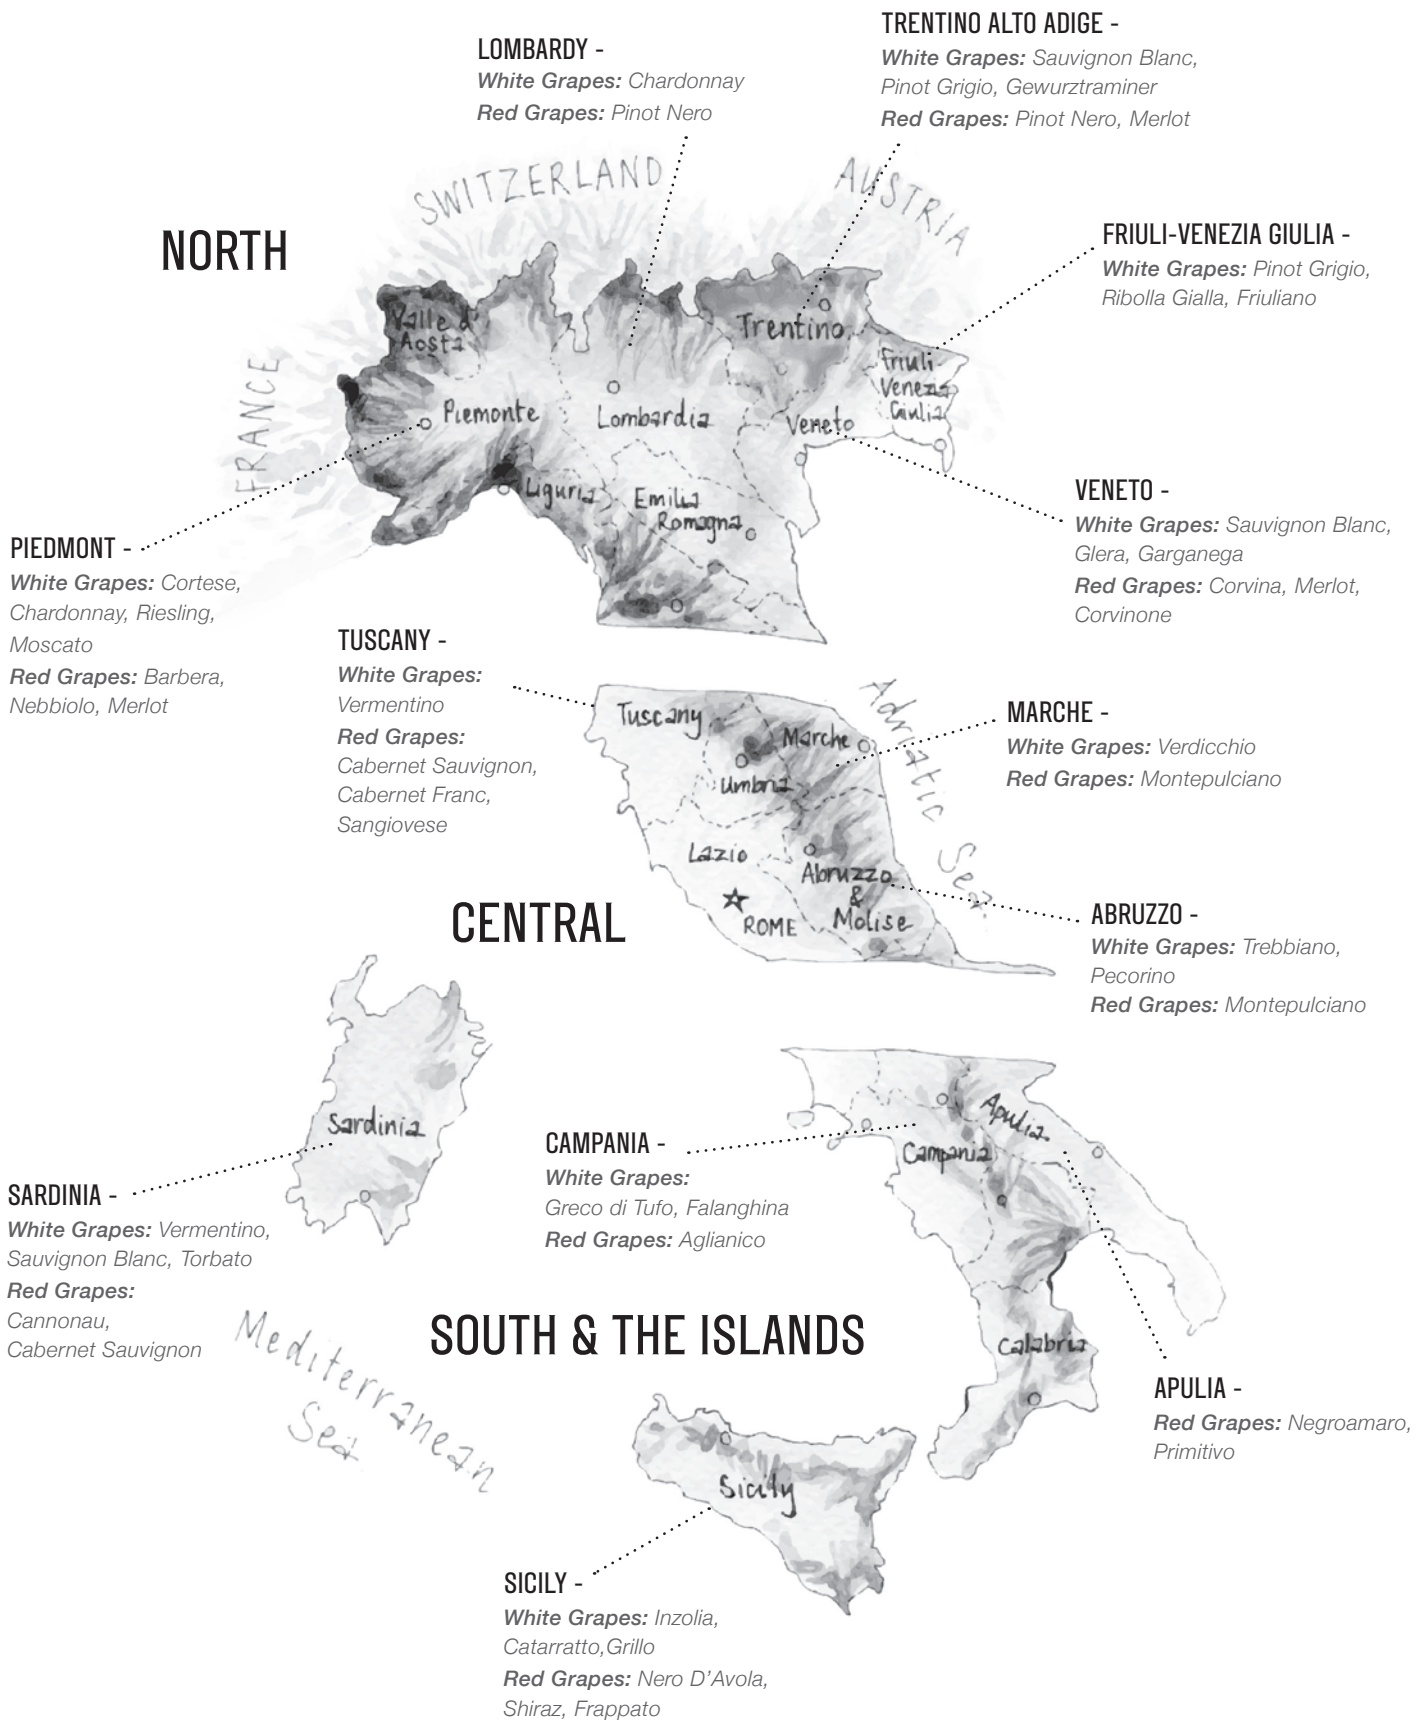 LOMBARDY -
White Grapes: Chardonnay
Red Grapes: Pinot Nero
TRENTINO ALTO ADIGE -
White Grapes: Sauvignon Blanc,
Pinot Grigio, Gewurztraminer
Red Grapes: Pinot Nero, Merlot
SWITZERLAND
AUSTRIA
NORTH
FRIULI-VENEZIA GIULIA -
White Grapes: Pinot Grigio,
Ribolla Gialla, Friuliano
FRANCE
Valle d'
Aosta
Piemonte
Lombardia
Trentino
Friuli
Venezia
Giulia
Veneto
Liguria
Emilia
Romagna
PIEDMONT -
White Grapes: Cortese,
Chardonnay, Riesling,
Moscato
Red Grapes: Barbera,
Nebbiolo, Merlot
VENETO -
White Grapes: Sauvignon Blanc,
Glera, Garganega
Red Grapes: Corvina, Merlot,
Corvinone
TUSCANY -
White Grapes:
Vermentino
Red Grapes:
Cabernet Sauvignon,
Cabernet Franc,
Sangiovese
Tuscany
Marche
Umbria
Lazio
ROME
Abruzzo
&
Molise
Adriatic Sea
MARCHE -
White Grapes: Verdicchio
Red Grapes: Montepulciano
CENTRAL
ABRUZZO -
White Grapes: Trebbiano,
Pecorino
Red Grapes: Montepulciano
Sardinia
SARDINIA -
White Grapes: Vermentino,
Sauvignon Blanc, Torbato
Red Grapes:
Cannonau,
Cabernet Sauvignon
CAMPANIA -
White Grapes:
Greco di Tufo, Falanghina
Red Grapes: Aglianico
Apulia
Campania
Calabria
Mediterranean
Sea
SOUTH & THE ISLANDS
APULIA -
Red Grapes: Negroamaro,
Primitivo
Sicily
SICILY -
White Grapes: Inzolia,
Catarratto,Grillo
Red Grapes: Nero D'Avola,
Shiraz, Frappato